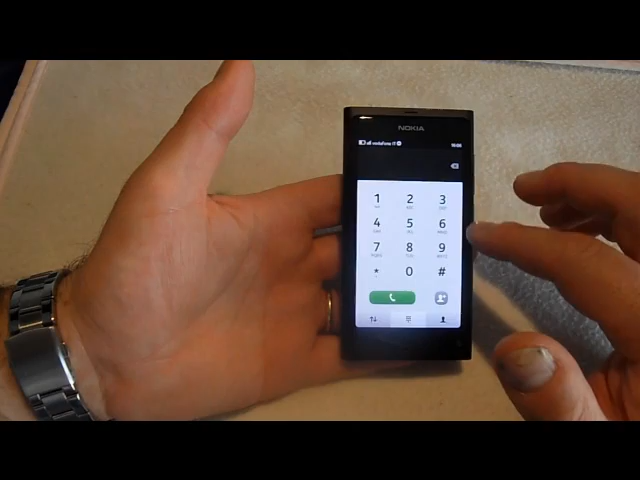 NOKIA
vodafone IT
1 2 3
ABC DEF
4 5 6
GHI JKL MNO
7 8 9
PQRS TUV WXYZ
* 0 #